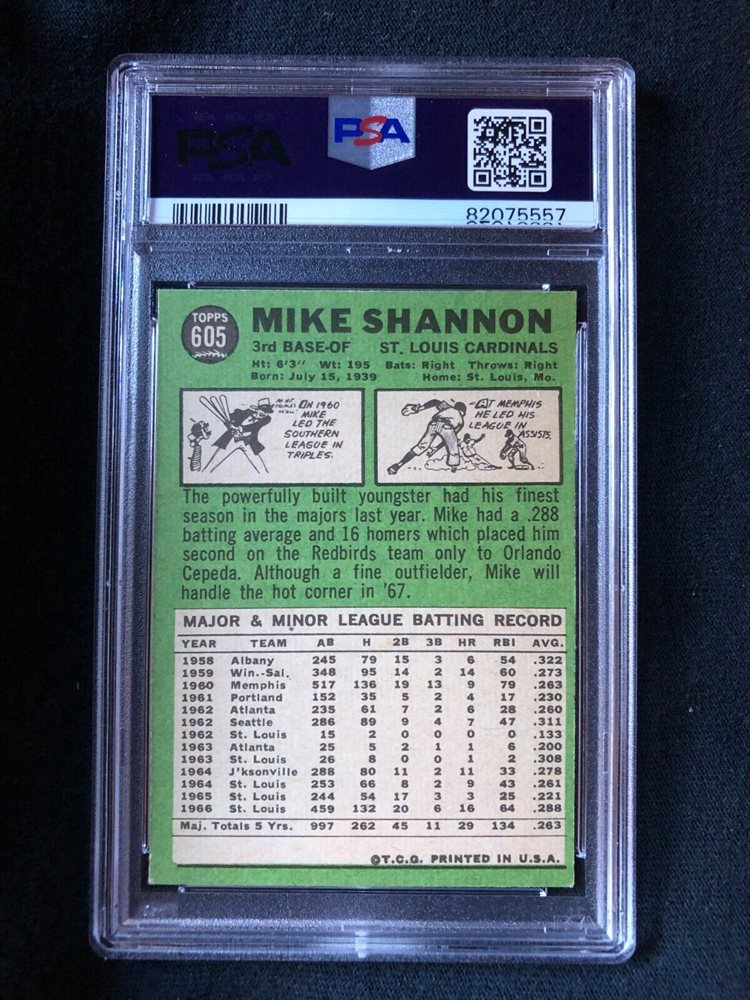 PSA
PSA
82075557
TOPPS
605
MIKE SHANNON
3rd BASE-OF ST. LOUIS CARDINALS
Ht: 6'3" Wt: 195 Bats: Right Throws: Right
Born: July 15, 1939 Home: St. Louis, Mo.
IN 1960
MIKE
LED THE
SOUTHERN
LEAGUE IN
TRIPLES.
-AT MEMPHIS
HE LED HIS
LEAGUE IN
ASSISTS.
The powerfully built youngster had his finest
season in the majors last year. Mike had a .288
batting average and 16 homers which placed him
second on the Redbirds team only to Orlando
Cepeda. Although a fine outfielder, Mike will
handle the hot corner in '67.
MAJOR & MINOR LEAGUE BATTING RECORD
YEAR TEAM AB H 2B 3B HR RBI AVG.
1958 Albany 245 79 15 3 6 54 .322
1959 Win.-Sal. 348 95 14 2 14 60 .273
1960 Memphis 517 136 19 13 9 79 .263
1961 Portland 152 35 5 2 4 17 .230
1962 Atlanta 235 61 7 2 6 28 .260
1962 Seattle 286 89 9 4 7 47 .311
1962 St. Louis 15 2 0 0 0 0 .133
1963 Atlanta 25 5 2 1 1 6 .200
1963 St. Louis 26 8 0 0 1 2 .308
1964 J'ksonville 288 80 11 2 11 33 .278
1964 St. Louis 253 66 8 2 9 43 .261
1965 St. Louis 244 54 17 3 3 25 .221
1966 St. Louis 459 132 20 6 16 64 .288
Maj. Totals 5 Yrs. 997 262 45 11 29 134 .263
©T.C.G. PRINTED IN U.S.A.